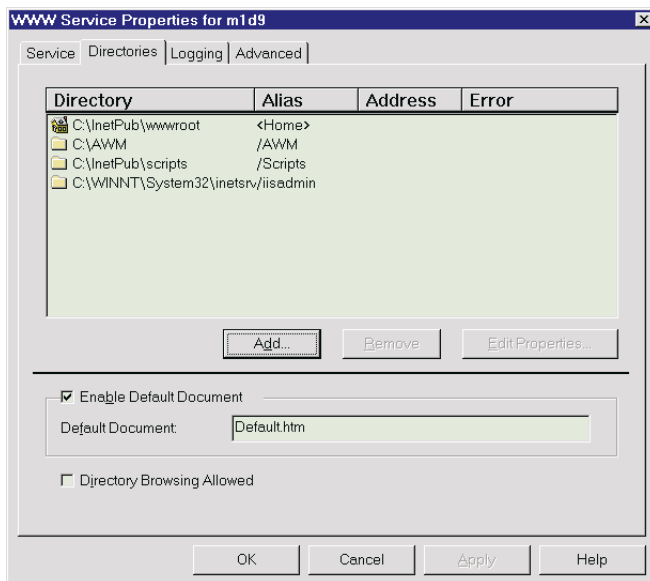 WWW Service Properties for m1d9
Service Directories Logging Advanced
Directory Alias Address Error
C:\InetPub\wwwroot <Home>
C:\AWM /AWM
C:\InetPub\scripts /Scripts
C:\WINNT\System32\inetsrv/iisadmin
Add... Remove Edit Properties...
Enable Default Document
Default Document: Default.htm
Directory Browsing Allowed
OK Cancel Apply Help